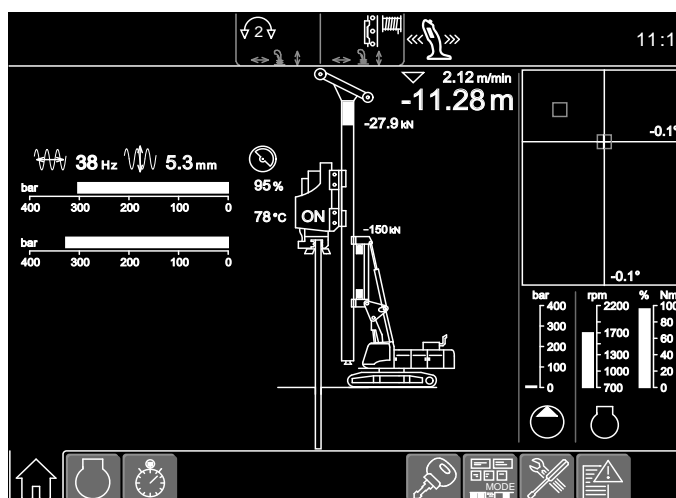 2
11:1
2.12 m/min
-11.28 m
-27.9 kN
-0.1°
38 Hz 5.3 mm
95 %
bar
400 300 200 100 0
78 °C
ON
-150 kN
bar
400 300 200 100 0
-0.1°
bar rpm % Nm
400 2200 100
300 1700 80
200 1300 60
100 1000 40
0 700 20
0
MODE